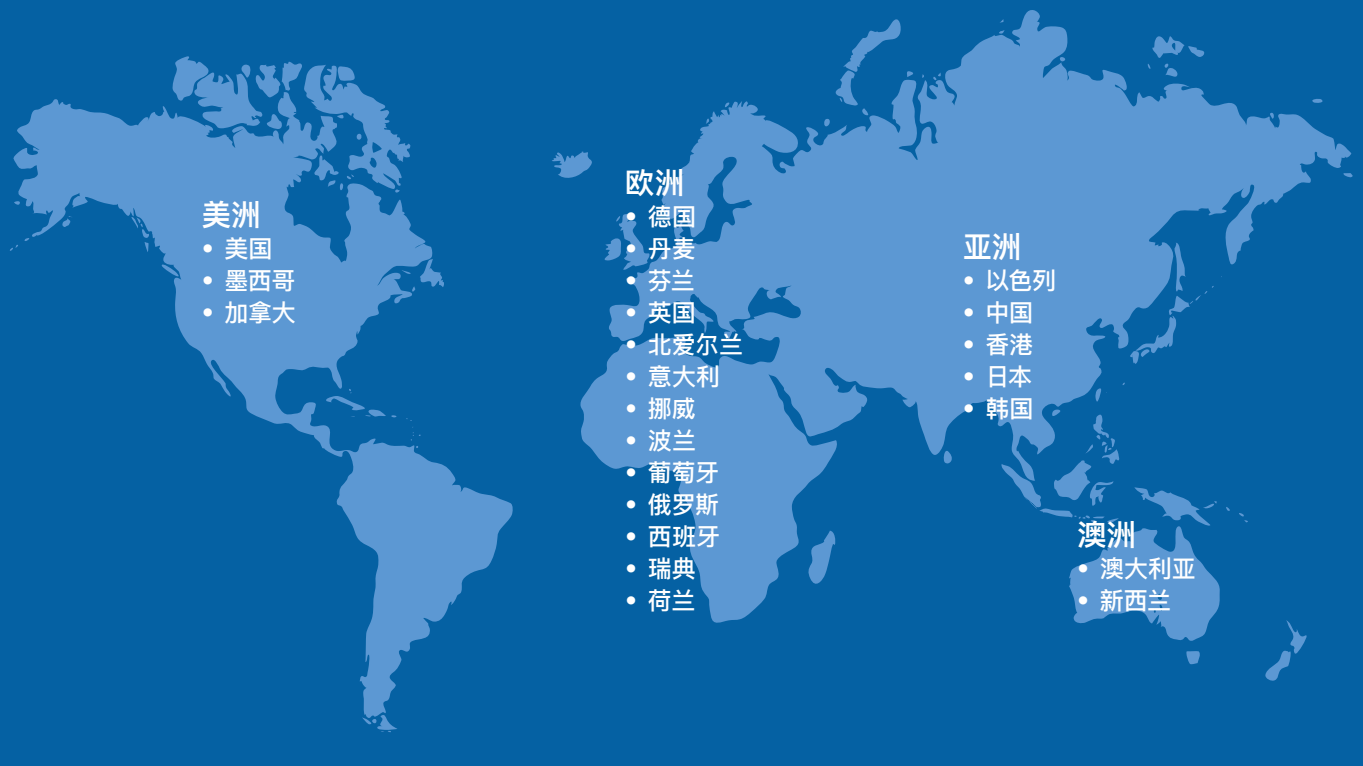 美洲
• 美国
• 墨西哥
• 加拿大
欧洲
• 德国
• 丹麦
• 芬兰
• 英国
• 北爱尔兰
• 意大利
• 挪威
• 波兰
• 葡萄牙
• 俄罗斯
• 西班牙
• 瑞典
• 荷兰
亚洲
• 以色列
• 中国
• 香港
• 日本
• 韩国
澳洲
• 澳大利亚
• 新西兰